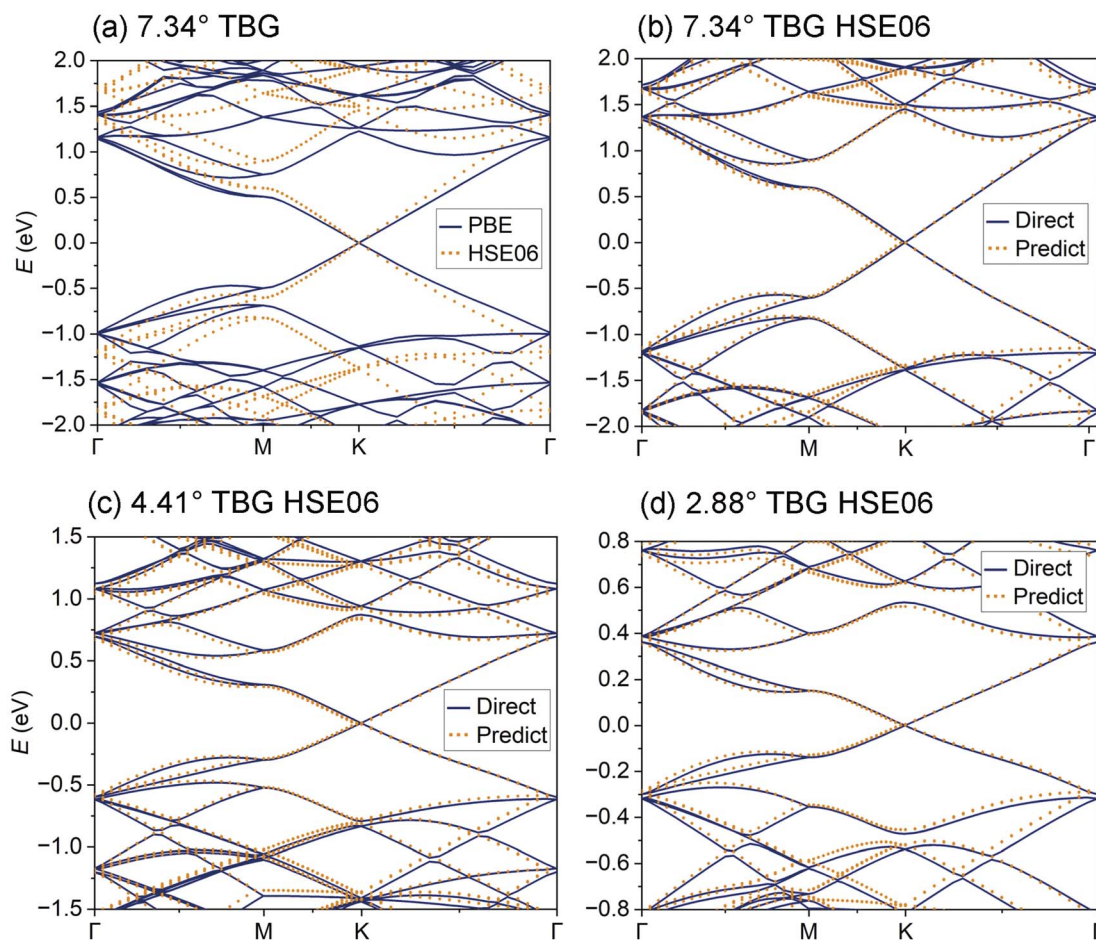 (a) 7.34° TBG
2.0
1.5
1.0
0.5
0.0
−0.5
−1.0
−1.5
−2.0
E (eV)
PBE
HSE06
Γ M K Γ
(b) 7.34° TBG HSE06
2.0
1.5
1.0
0.5
0.0
−0.5
−1.0
−1.5
−2.0
Direct
Predict
Γ M K Γ
(c) 4.41° TBG HSE06
1.5
1.0
0.5
0.0
−0.5
−1.0
−1.5
E (eV)
Direct
Predict
Γ M K Γ
(d) 2.88° TBG HSE06
0.8
0.6
0.4
0.2
0.0
−0.2
−0.4
−0.6
−0.8
Direct
Predict
Γ M K Γ